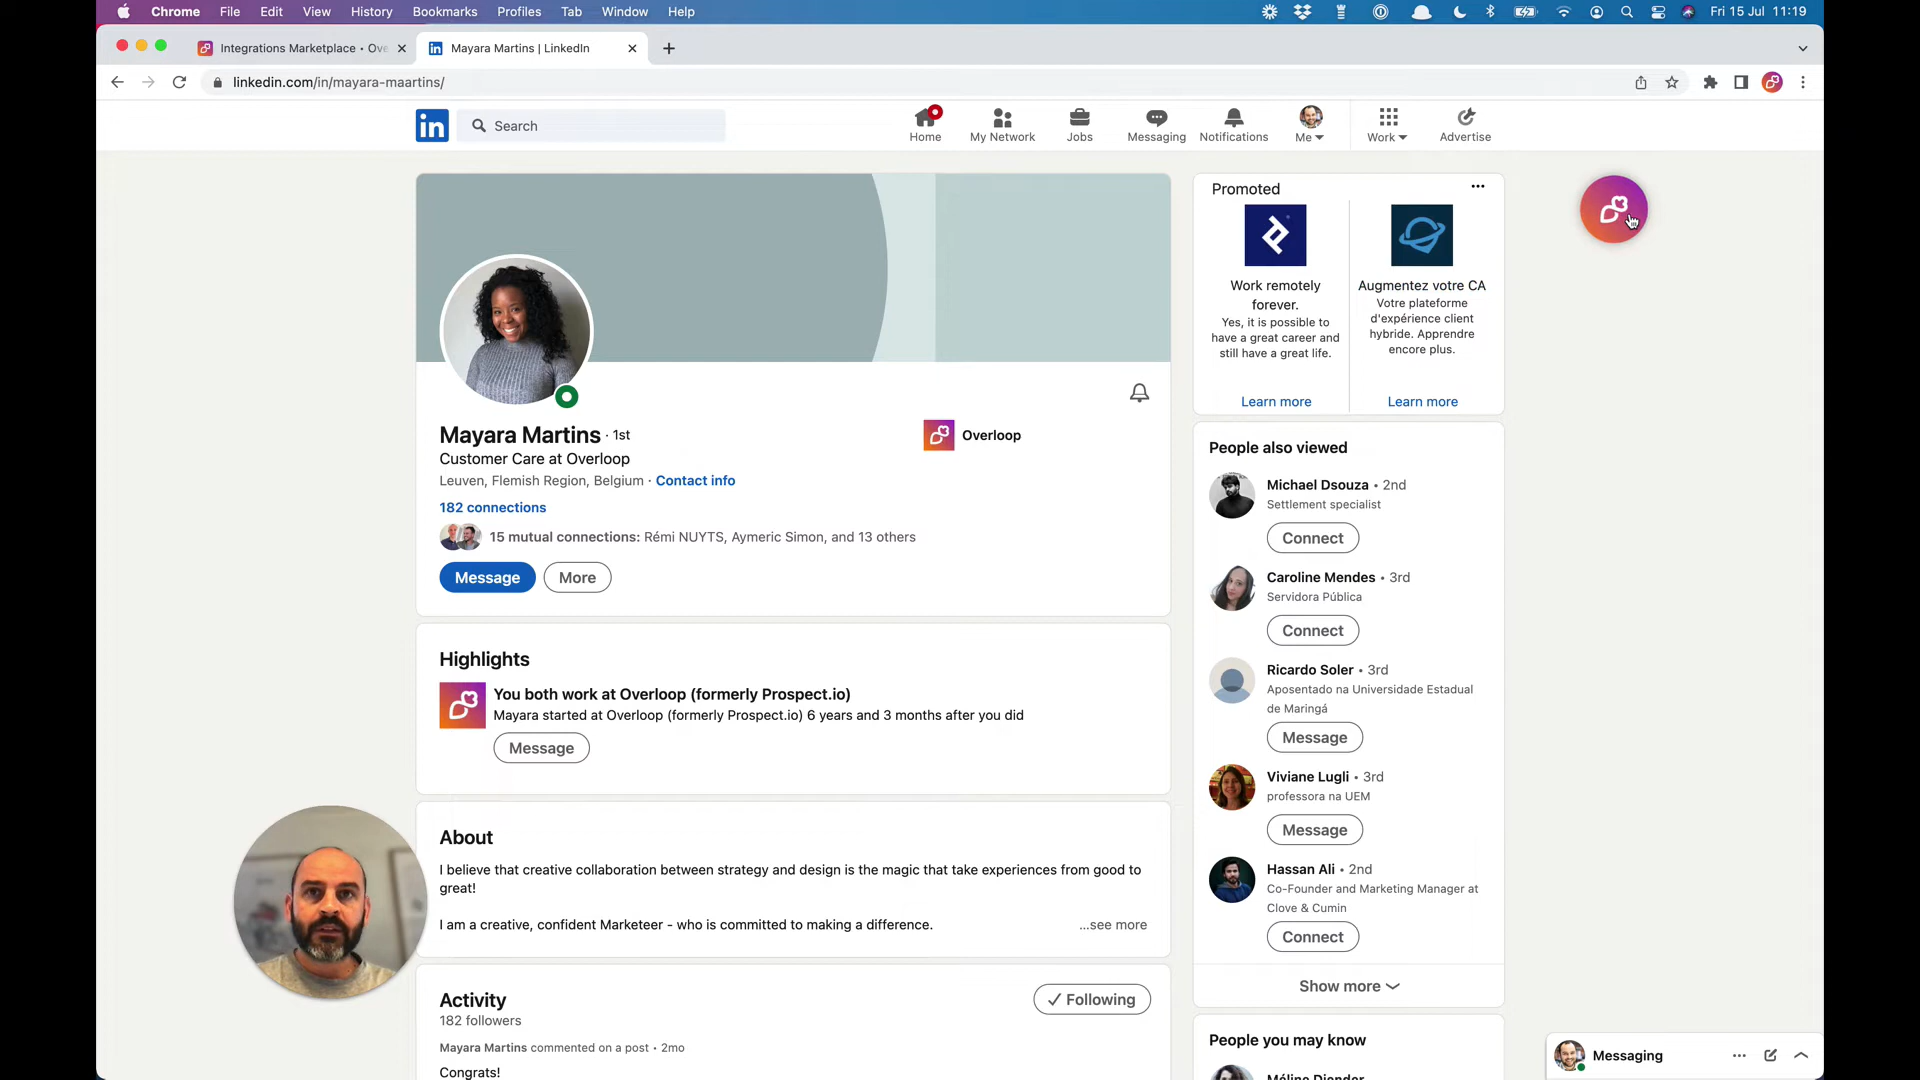 Chrome File Edit View History Bookmarks Profiles Tab Window Help Fri 15 Jul 11:19
Integrations Marketplace • Ove
Mayara Martins | LinkedIn
linkedin.com/in/mayara-maartins/
in Search
Home My Network Jobs Messaging Notifications Me Work Advertise
Mayara Martins · 1st
Customer Care at Overloop
Leuven, Flemish Region, Belgium · Contact info
182 connections
15 mutual connections: Rémi NUYTS, Aymeric Simon, and 13 others
Message More
Overloop
Highlights
You both work at Overloop (formerly Prospect.io)
Mayara started at Overloop (formerly Prospect.io) 6 years and 3 months after you did
Message
About
I believe that creative collaboration between strategy and design is the magic that take experiences from good to
great!
I am a creative, confident Marketeer - who is committed to making a difference.
...see more
Activity
182 followers
Following
Mayara Martins commented on a post • 2mo
Congrats!
Promoted
Work remotely
forever.
Yes, it is possible to
have a great career and
still have a great life.
Learn more
Augmentez votre CA
Votre plateforme
d'expérience client
hybride. Apprendre
encore plus.
Learn more
People also viewed
Michael Dsouza • 2nd
Settlement specialist
Connect
Caroline Mendes • 3rd
Servidora Pública
Connect
Ricardo Soler • 3rd
Aposentado na Universidade Estadual
de Maringá
Message
Viviane Lugli • 3rd
professora na UEM
Message
Hassan Ali • 2nd
Co-Founder and Marketing Manager at
Clove & Cumin
Connect
Show more
People you may know
Messaging